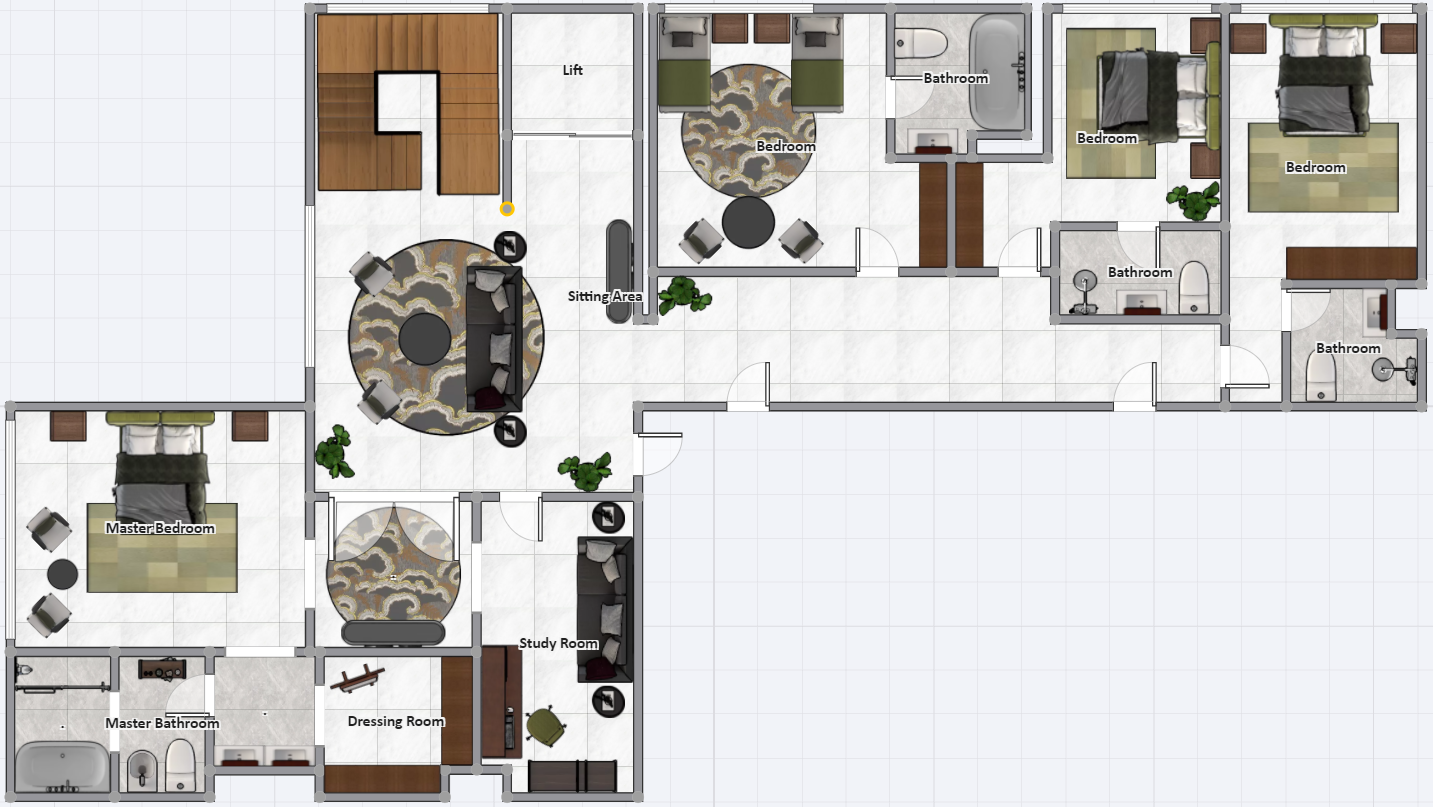 Lift
Bathroom
Bedroom
Bedroom
Bedroom
Bathroom
Sitting Area
Bathroom
Master Bedroom
Study Room
Master Bathroom
Dressing Room